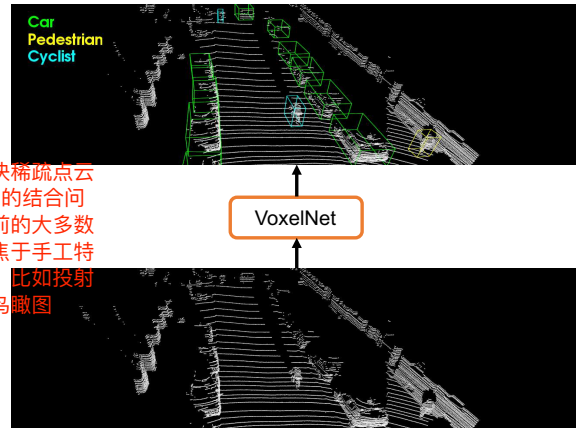 Car
Pedestrian
Cyclist
稀疏点云
的结合问
前的大多数
焦于手工特
比如投射
鸟瞰图
VoxelNet